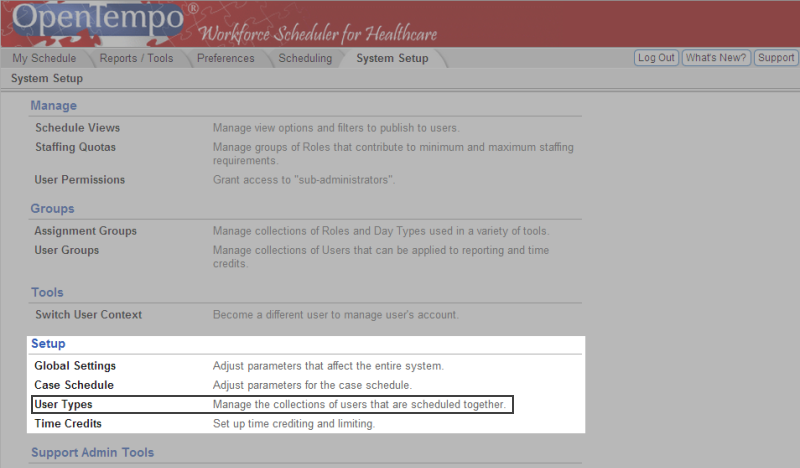 OpenTempo®
Workforce Scheduler for Healthcare
My Schedule Reports / Tools Preferences Scheduling System Setup Log Out What's New? Support
System Setup
Manage
Schedule Views Manage view options and filters to publish to users.
Staffing Quotas Manage groups of Roles that contribute to minimum and maximum staffing
requirements.
User Permissions Grant access to "sub-administrators".
Groups
Assignment Groups Manage collections of Roles and Day Types used in a variety of tools.
User Groups Manage collections of Users that can be applied to reporting and time
credits.
Tools
Switch User Context Become a different user to manage user's account.
Setup
Global Settings Adjust parameters that affect the entire system.
Case Schedule Adjust parameters for the case schedule.
User Types Manage the collections of users that are scheduled together.
Time Credits Set up time crediting and limiting.
Support Admin Tools